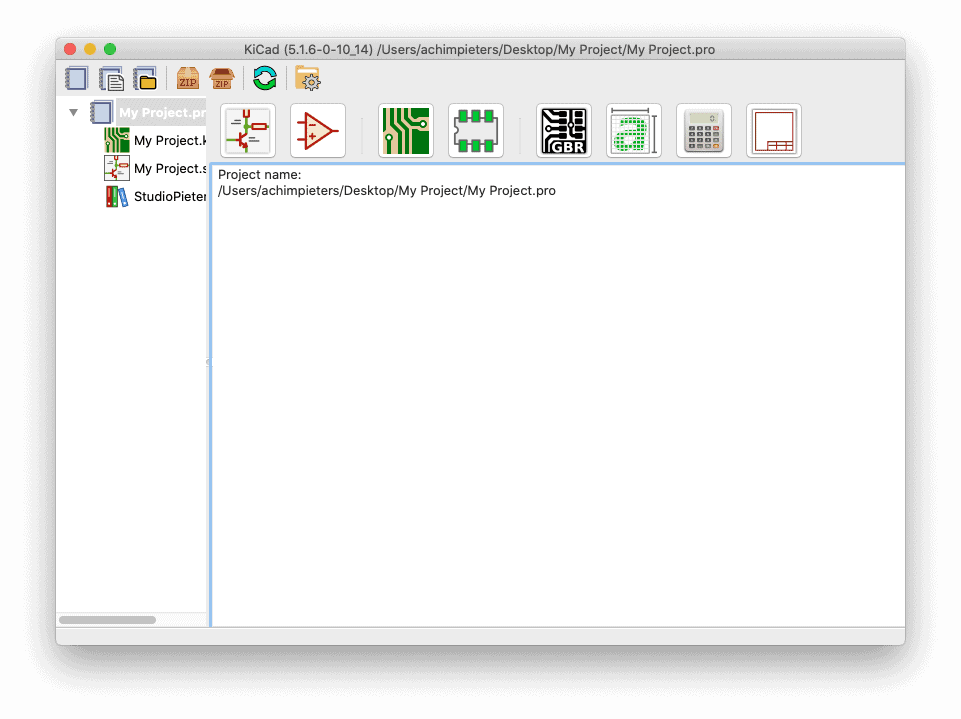 KiCad (5.1.6-0-10_14) /Users/achimpieters/Desktop/My Project/My Project.pro
ZIP
ZIP
My Project.pr
My Project.k
My Project.s
StudioPieter
GBR
a
0
Project name:
/Users/achimpieters/Desktop/My Project/My Project.pro